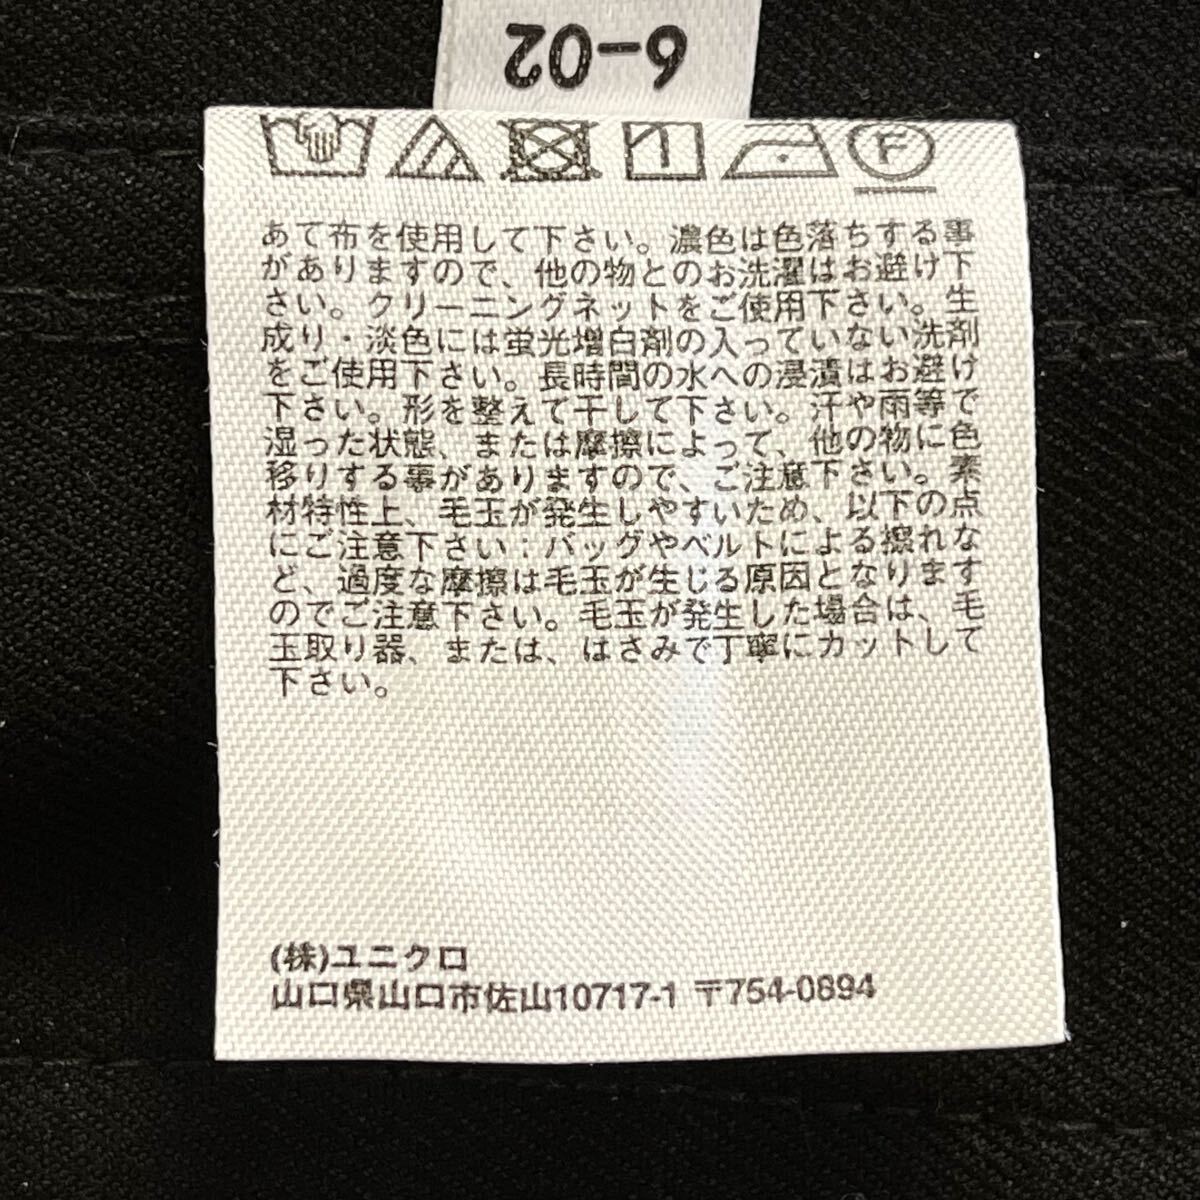 6-02
F
あて布を使用して下さい。濃色は色落ちする事
がありますので、他の物とのお洗濯はお避け下
さい。クリーニングネットをご使用下さい。生
成り・淡色には蛍光増白剤の入っていない洗剤
をご使用下さい。長時間の水への浸漬はお避け
下さい。形を整えて干して下さい。汗や雨等で
湿った状態、または摩擦によって、他の物に色
移りする事がありますので、ご注意下さい。素
材特性上、毛玉が発生しやすいため、以下の点
にご注意下さい:バッグやベルトによる擦れな
ど、過度な摩擦は毛玉が生じる原因となります
のでご注意下さい。毛玉が発生した場合は、毛
玉取り器、または、はさみで丁寧にカットして
下さい。
(株)ユニクロ
山口県山口市佐山10717-1 〒754-0894